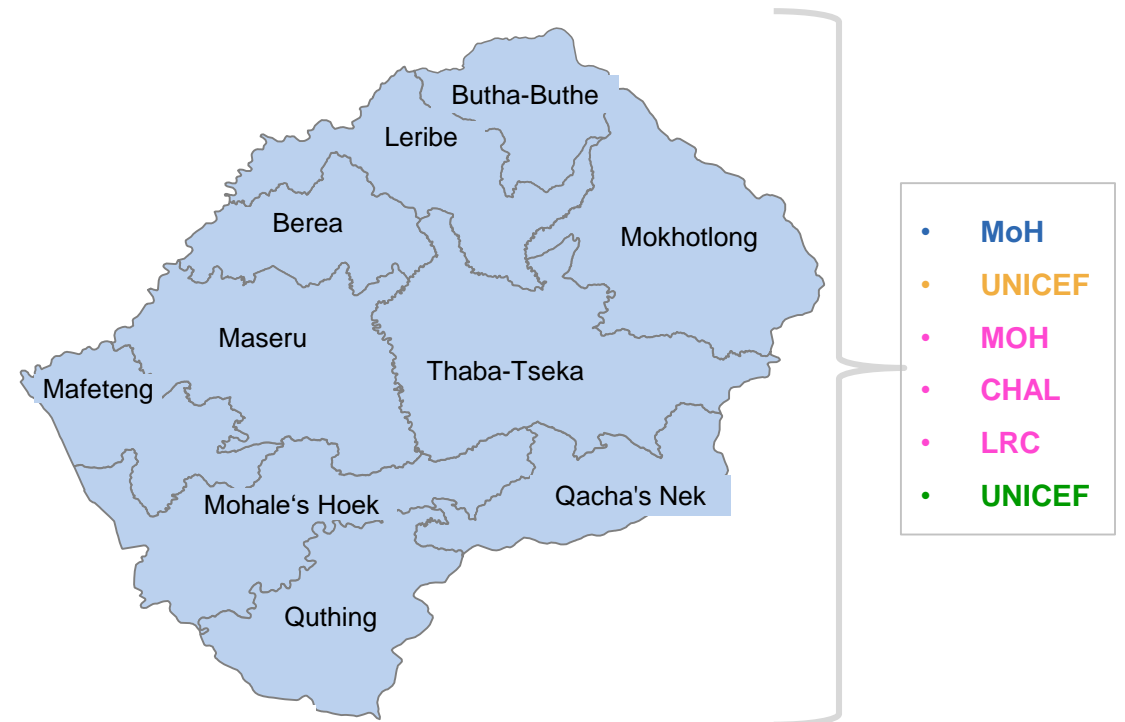 Butha-Buthe
Leribe
Berea
Mokhotlong
Maseru
Thaba-Tseka
Mafeteng
Mohale‘s Hoek
Qacha's Nek
Quthing
• MoH
• UNICEF
• MOH
• CHAL
• LRC
• UNICEF